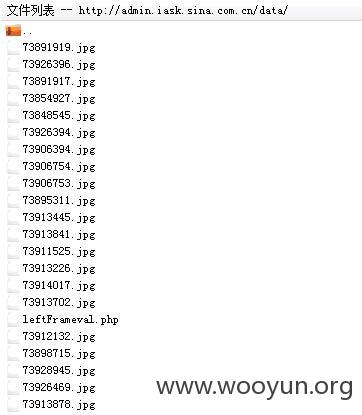 文件列表 -- http://admin.iask.sina.com.cn/data/
..
73891919.jpg
73926396.jpg
73891917.jpg
73854927.jpg
73848545.jpg
73926394.jpg
73906394.jpg
73906754.jpg
73906753.jpg
73895311.jpg
73913445.jpg
73913841.jpg
73911525.jpg
73913226.jpg
73914017.jpg
73913702.jpg
leftFrameval.php
73912132.jpg
73898715.jpg
73928945.jpg
73926469.jpg
73913878.jpg
www.wooyun.org